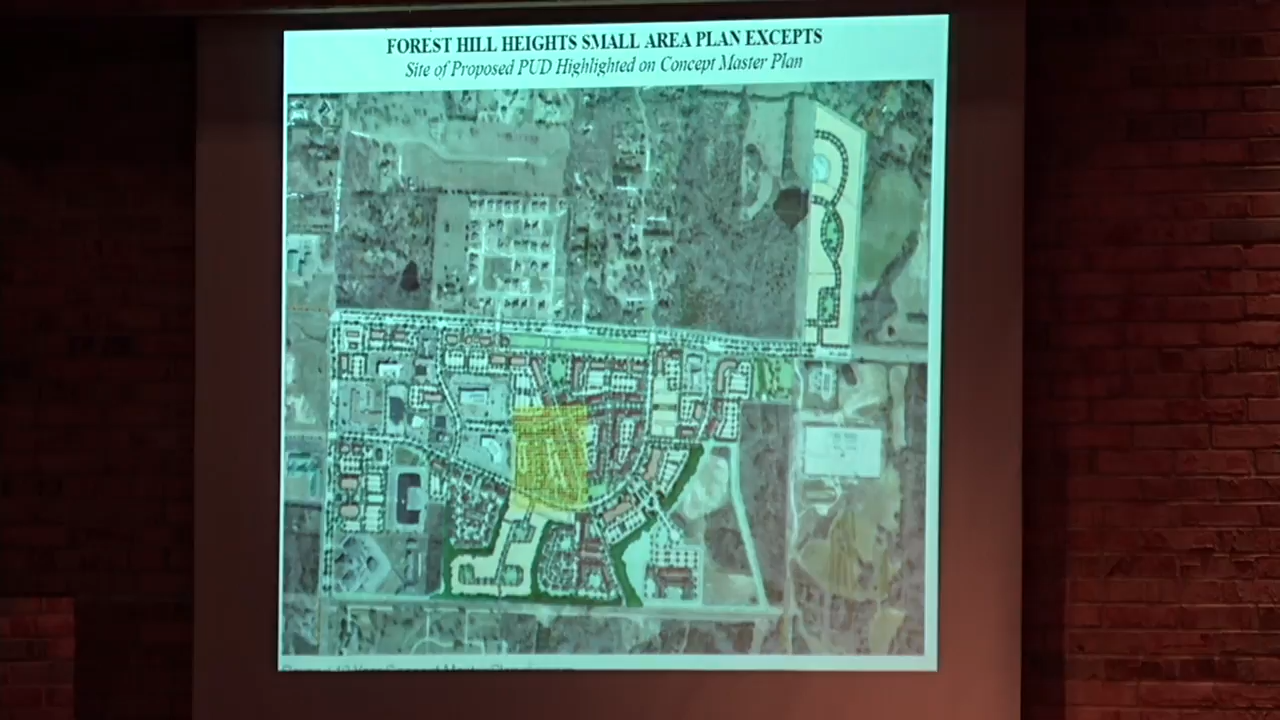 FOREST HILL HEIGHTS SMALL AREA PLAN EXCEPTS
Site of Proposed PUD Highlighted on Concept Master Plan